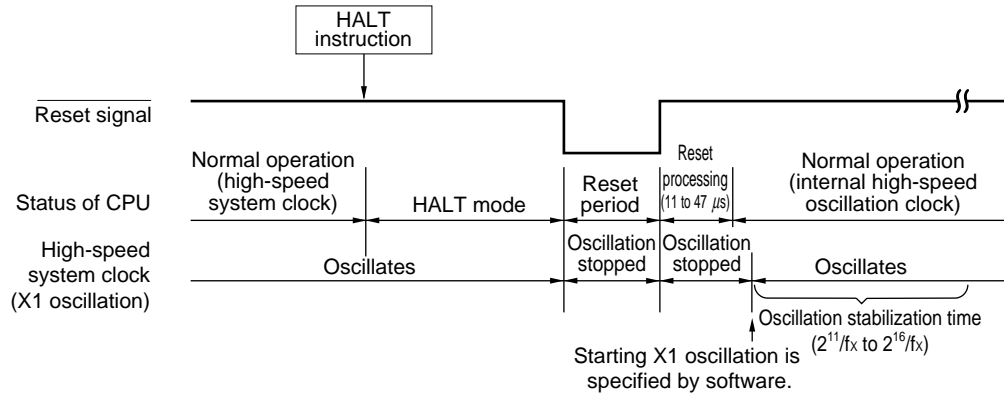 HALT
instruction
Reset signal
Status of CPU
Normal operation
(high-speed
system clock)
HALT mode
Reset
period
Reset
processing
(11 to 47 μs)
Normal operation
(internal high-speed
oscillation clock)
High-speed
system clock
(X1 oscillation)
Oscillates
Oscillation
stopped
Oscillation
stopped
Oscillates
Oscillation stabilization time
(2¹¹/fX to 2¹⁶/fX)
Starting X1 oscillation is
specified by software.